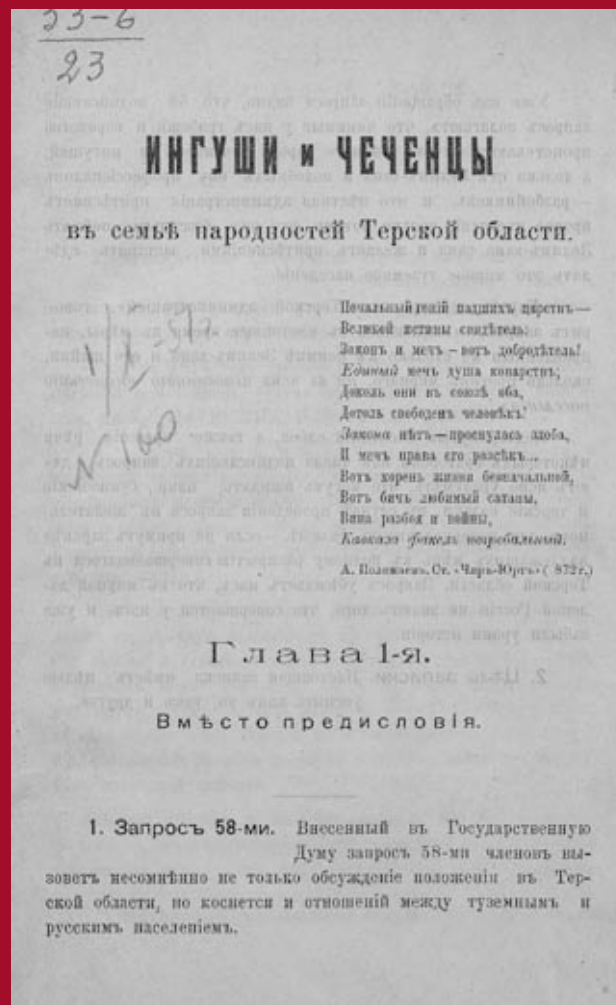 53-6
23
ИНГУШИ и ЧЕЧЕНЦЫ
въ семьѣ народностей Терской области.
Печальный геній падшихъ царствъ—
Великой истины свидѣтель:
Законъ и мечъ—вотъ добродѣтель!
Единый мечъ душа коварствъ;
Доколь они въ союзѣ оба,
Дотоль свободенъ человѣкъ!
Закона нѣтъ—проснулась злоба,
И мечъ права его разсѣкъ...
Вотъ корень жизни безначальной,
Вотъ бичъ любимый сатаны,
Вина разбоя и войны,
Кавказа факелъ погребальный.
А. Полежаев. Ст. «Чиръ-Юртъ» ( 872 г.)
N 160
Глава 1-я.
Вмѣсто предисловія.
1. Запросъ 58-ми. Внесенный въ Государственную
Думу запросъ 58-ми членовъ вы-
зоветъ несомнѣнно не только обсужденіе положенія въ Тер-
ской области, но коснется и отношеній между туземнымъ и
русскимъ населеніемъ.